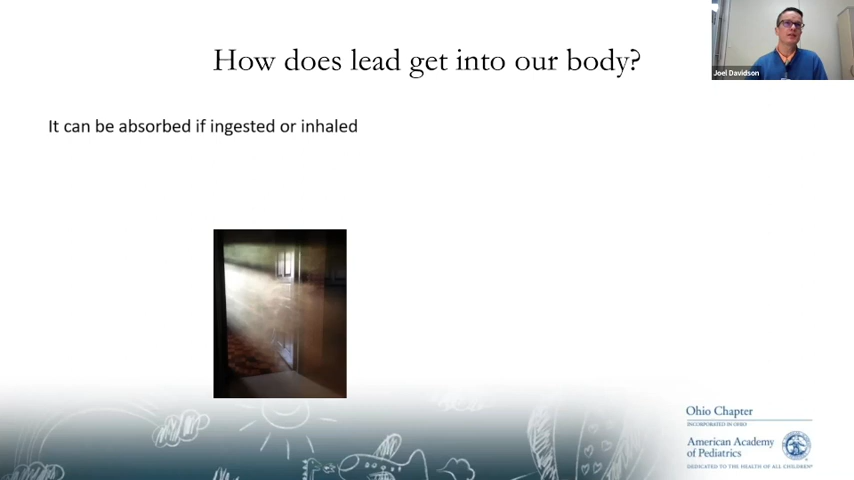 How does lead get into our body?
Joel Davidson
It can be absorbed if ingested or inhaled
Ohio Chapter
INCORPORATED IN OHIO
American Academy
of Pediatrics
DEDICATED TO THE HEALTH OF ALL CHILDREN®